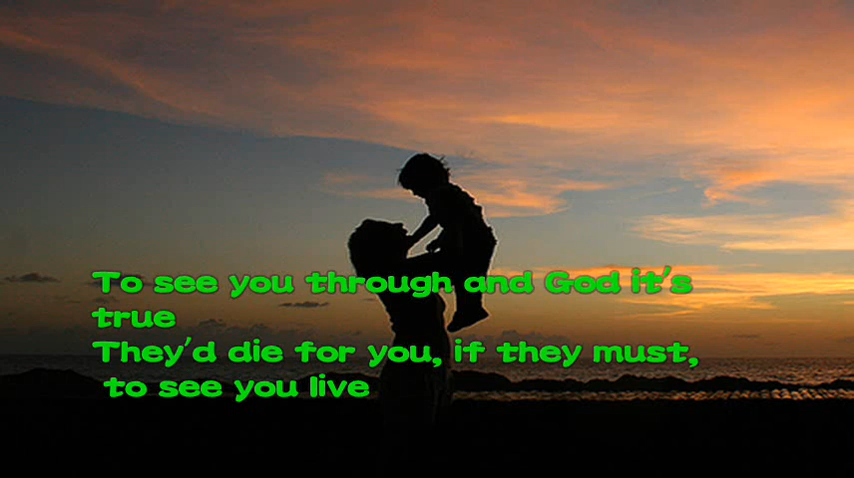 To see you through and God it's
true
They'd die for you, if they must,
to see you live